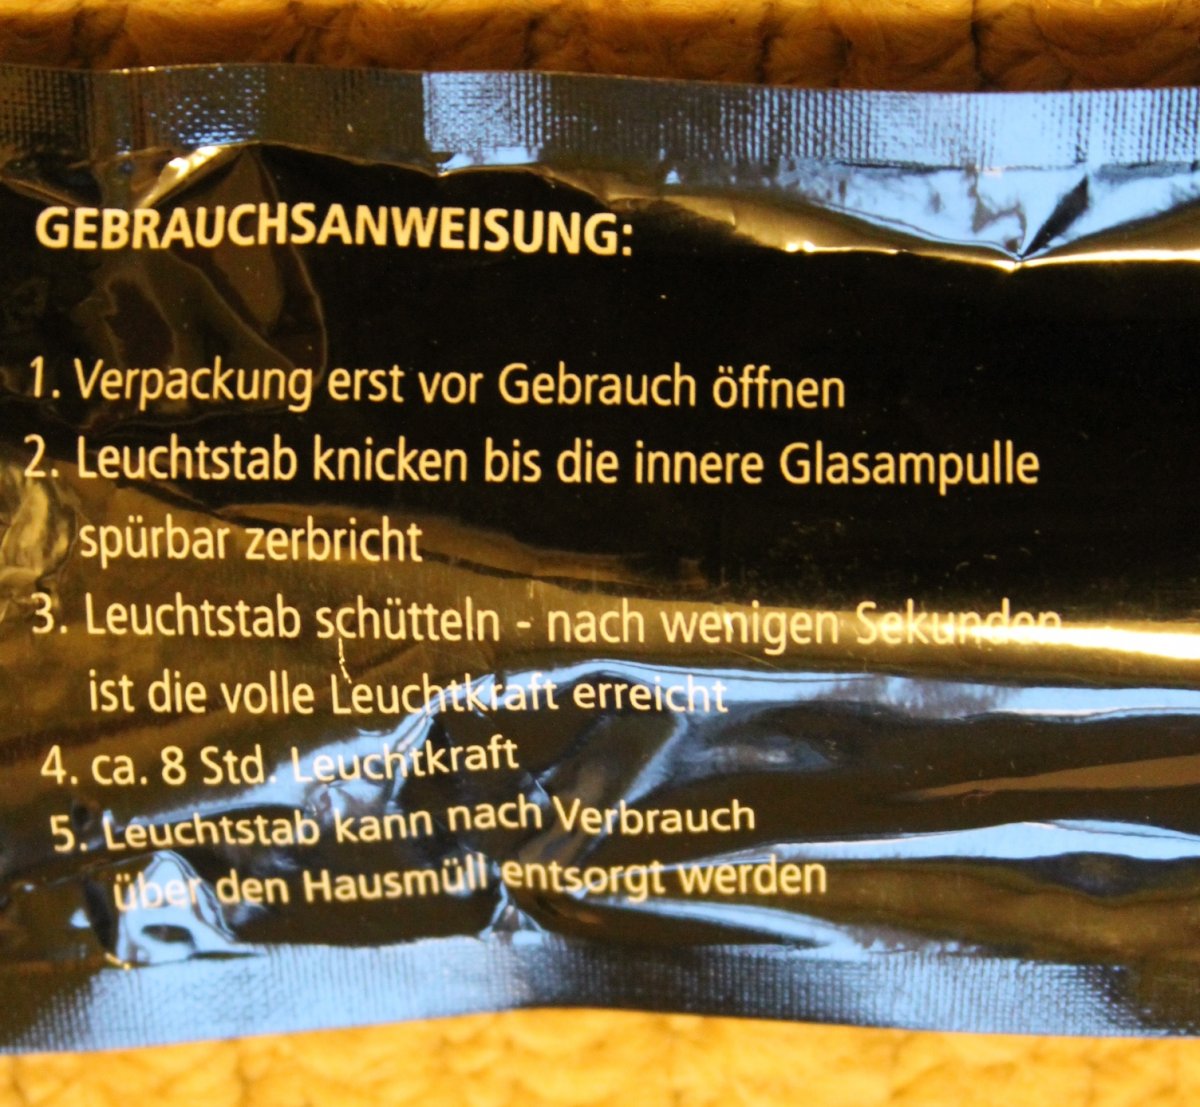 GEBRAUCHSANWEISUNG:
1. Verpackung erst vor Gebrauch öffnen
2. Leuchtstab knicken bis die innere Glasampulle
spürbar zerbricht
3. Leuchtstab schütteln - nach wenigen Sekunden
ist die volle Leuchtkraft erreicht
4. ca. 8 Std. Leuchtkraft
5. Leuchtstab kann nach Verbrauch
über den Hausmüll entsorgt werden